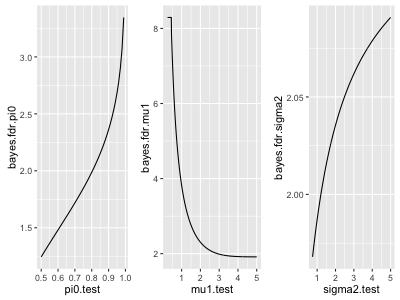 bayes.fdr.pi0
3.0
2.5
2.0
1.5
0.5 0.6 0.7 0.8 0.9 1.0
pi0.test
bayes.fdr.mu1
8
6
4
2
1 2 3 4 5
mu1.test
bayes.fdr.sigma2
2.05
2.00
1 2 3 4 5
sigma2.test